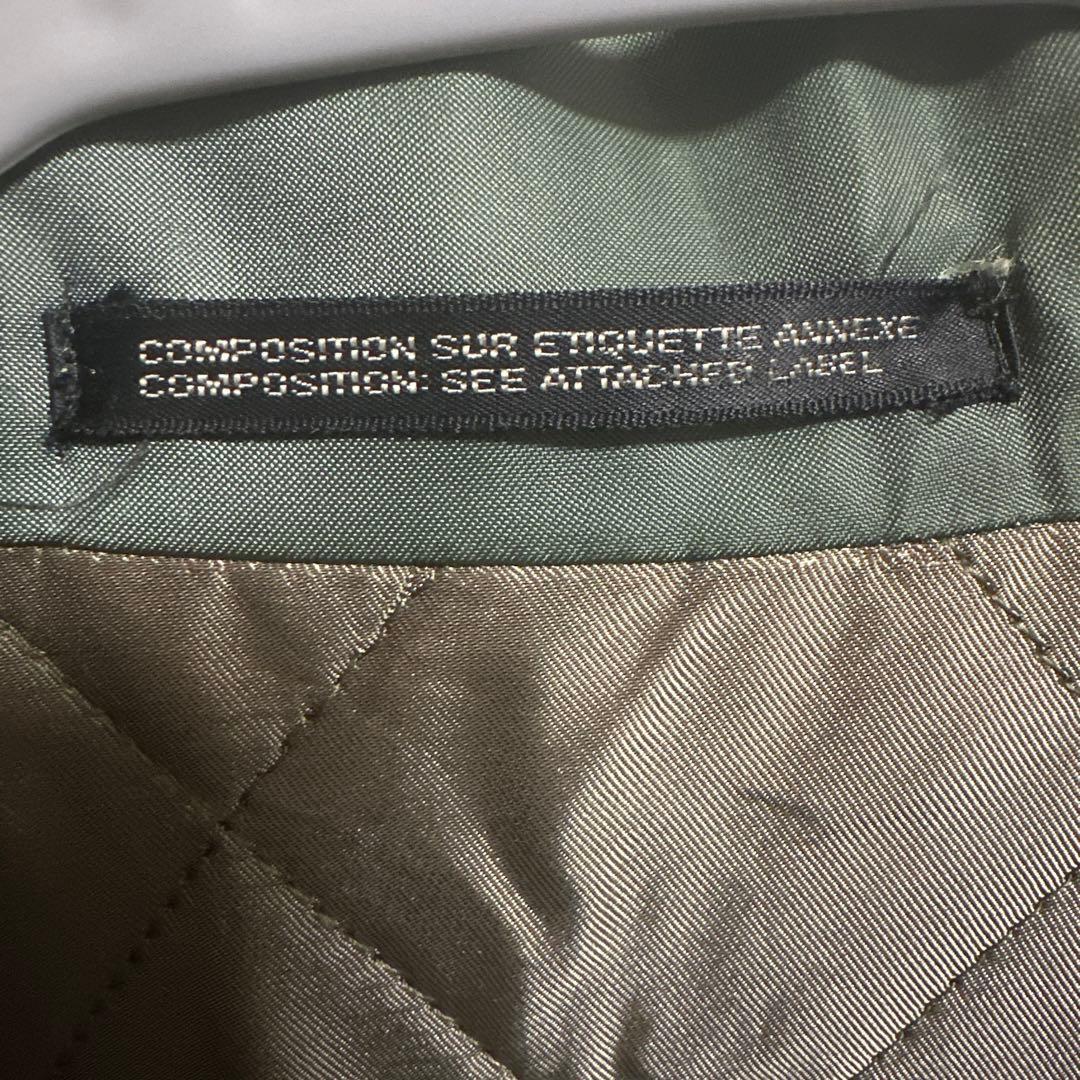 COMPOSITION SUR ETIQUETTE ANNEXE
COMPOSITION: SEE ATTACHED LABEL